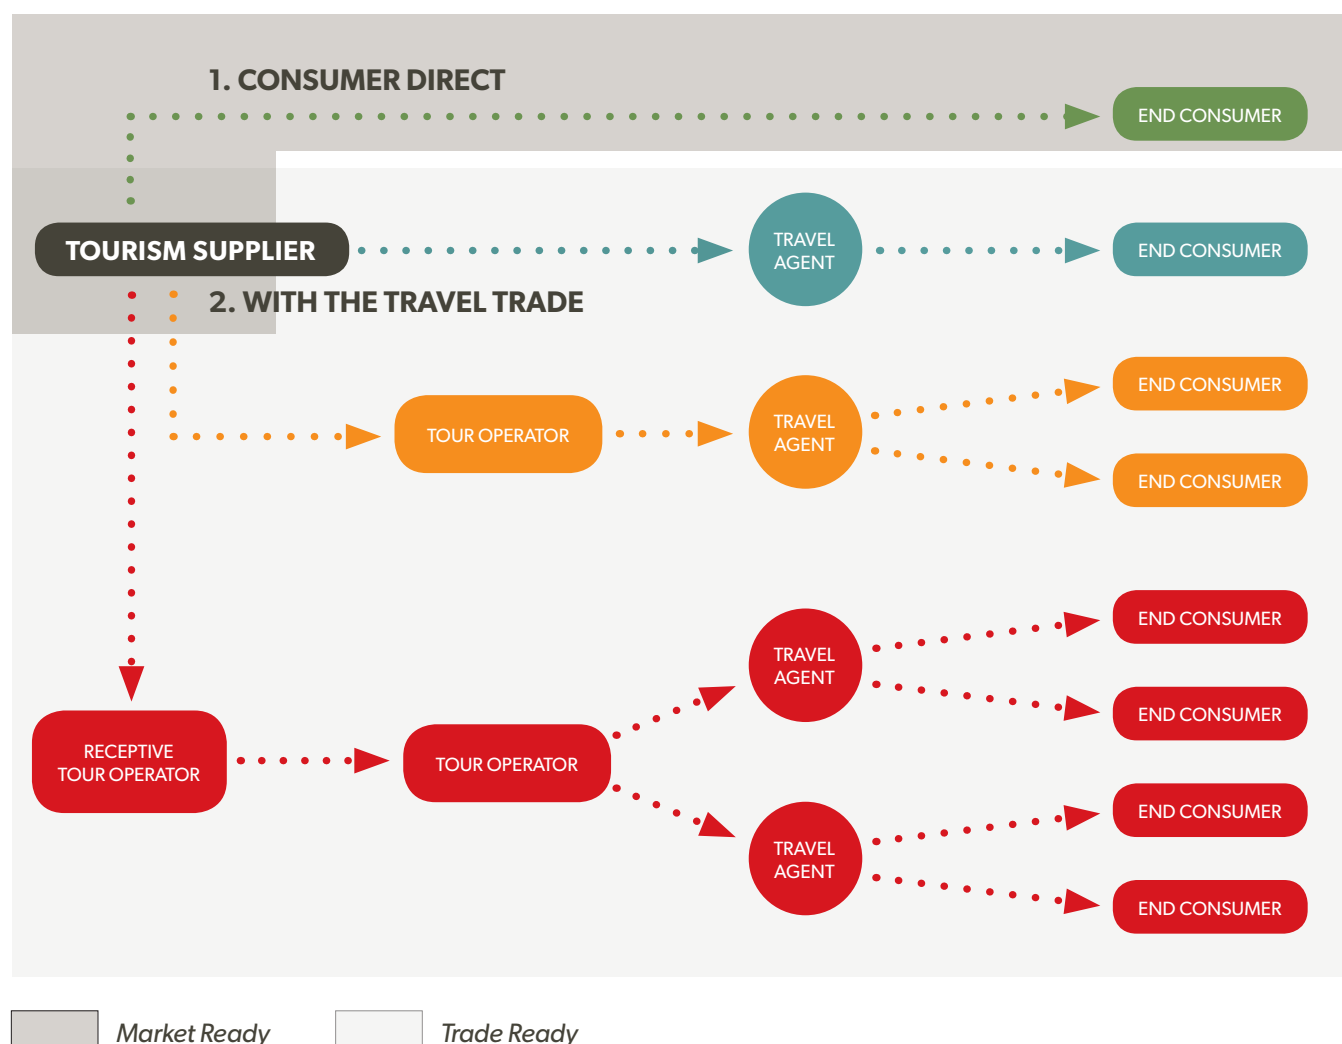 1. CONSUMER DIRECT
END CONSUMER
TOURISM SUPPLIER
TRAVEL
AGENT
END CONSUMER
2. WITH THE TRAVEL TRADE
TOUR OPERATOR
TRAVEL
AGENT
END CONSUMER
END CONSUMER
RECEPTIVE
TOUR OPERATOR
TOUR OPERATOR
TRAVEL
AGENT
END CONSUMER
END CONSUMER
TRAVEL
AGENT
END CONSUMER
END CONSUMER
Market Ready
Trade Ready